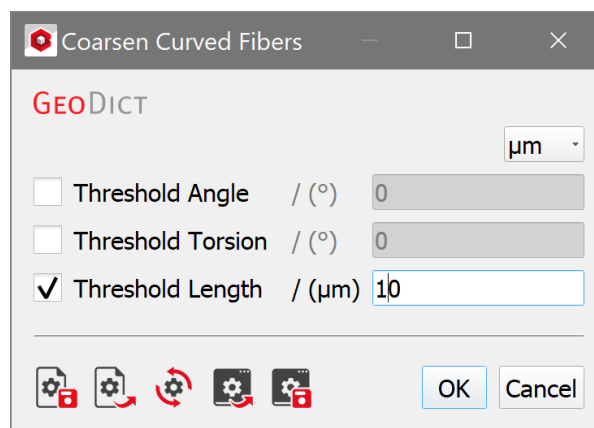 Coarsen Curved Fibers
GEODICT
µm
Threshold Angle / (°) 0
Threshold Torsion / (°) 0
Threshold Length / (µm) 10
OK Cancel